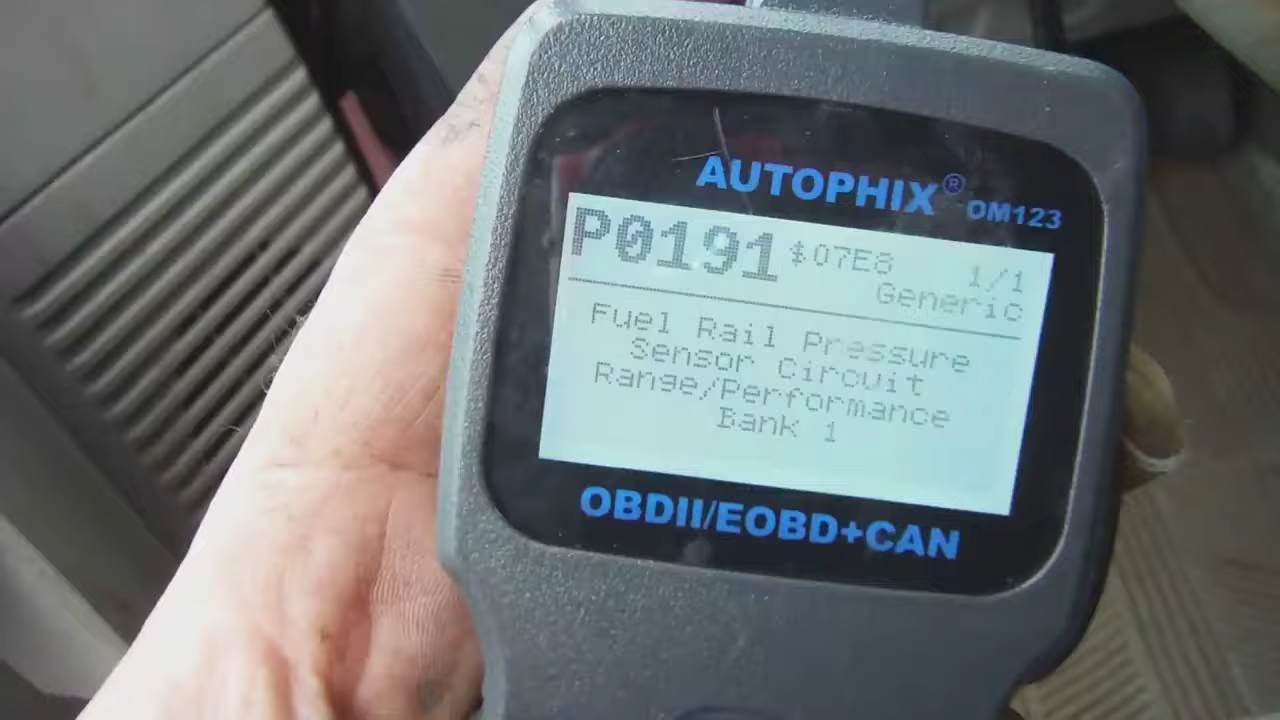 AUTOPHIX® OM123
P0191 $07E8 1/1
Generic
Fuel Rail Pressure
Sensor Circuit
Range/Performance
Bank 1
OBDII/EOBD+CAN